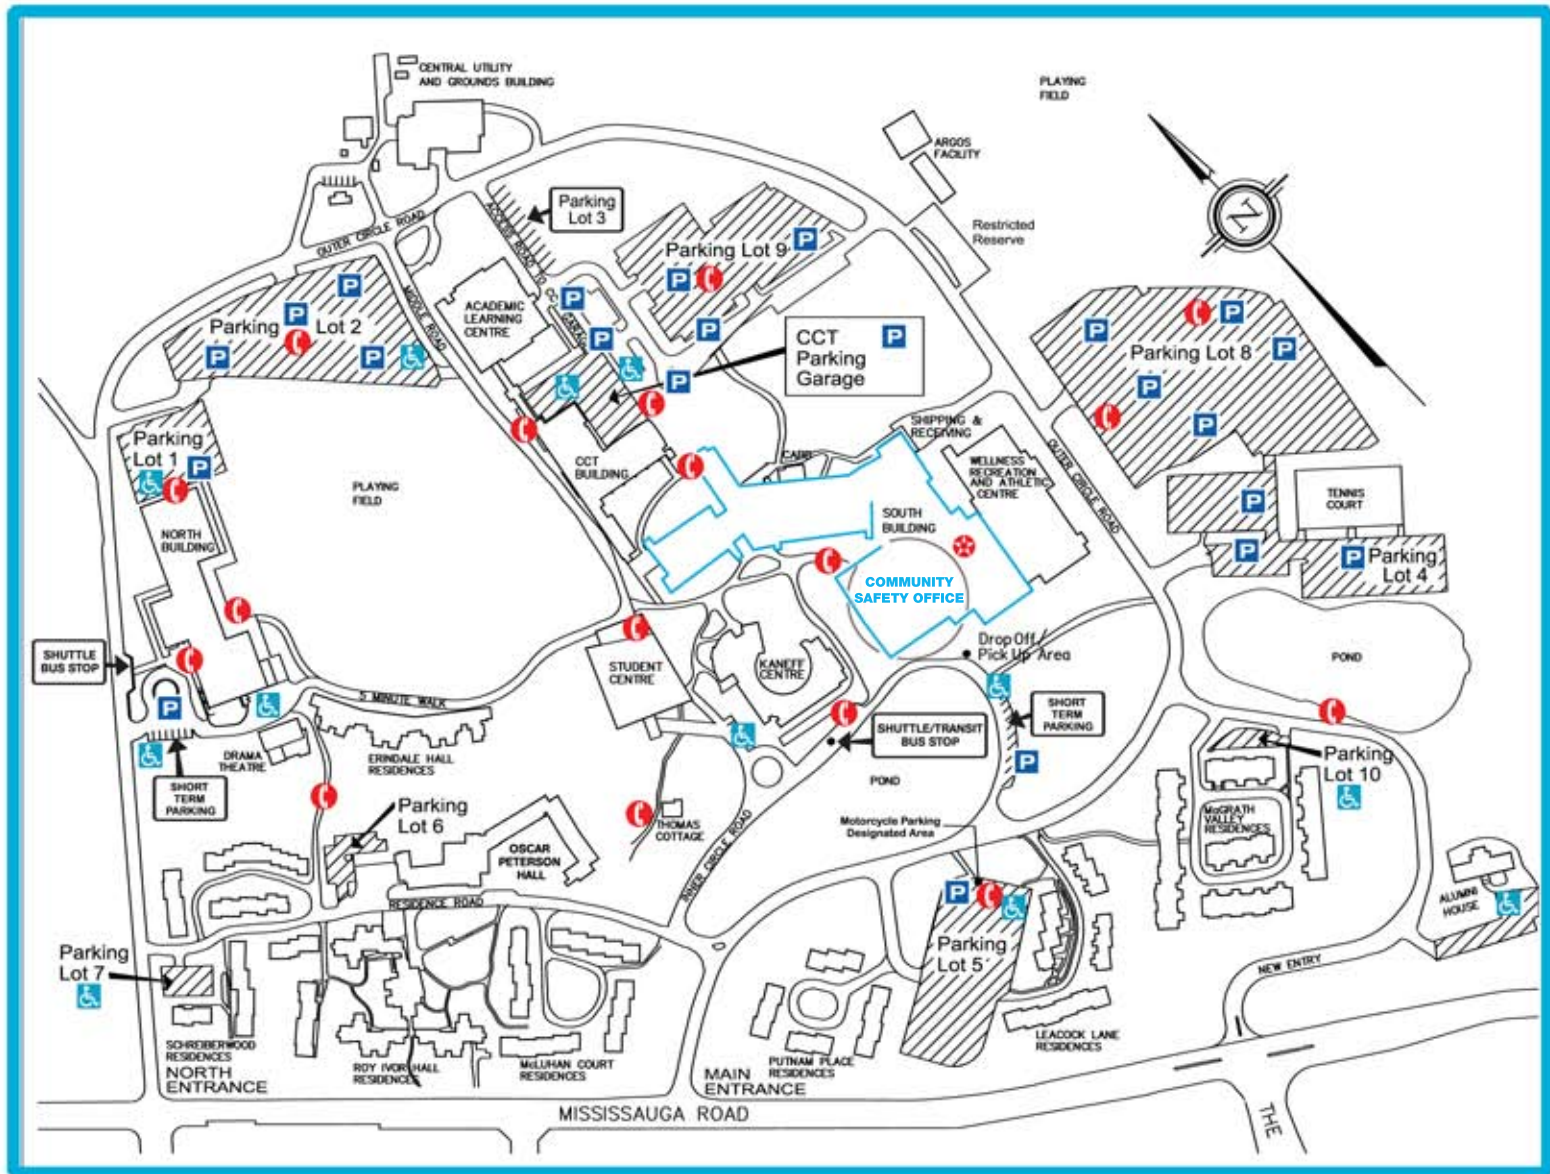 CENTRAL UTILITY
AND GROUNDS BUILDING
PLAYING
FIELD
ARGOS
FACILITY
Parking
Lot 3
Restricted
Reserve
N
OUTER CIRCLE ROAD
ACCESS ROAD TO CC
GARAG
Parking Lot 9
P
P
P
P
MIDDLE ROAD
ACADEMIC
LEARNING
CENTRE
P
P
P
Parking Lot 2
P
P
P
P
CCT
Parking
Garage
P
Parking Lot 8
P
P
P
P
P
Parking
Lot 1
P
SHIPPING &
RECEIVING
OUTER CIRCLE ROAD
CCT
BUILDING
WELLNESS
RECREATION
AND ATHLETIC
CENTRE
PLAYING
FIELD
TENNIS
COURT
P
P
P
Parking
Lot 4
NORTH
BUILDING
SOUTH
BUILDING
COMMUNITY
SAFETY OFFICE
SHUTTLE
BUS STOP
STUDENT
CENTRE
KANEFF
CENTRE
Drop Off/
Pick Up Area
POND
5 MINUTE WALK
P
SHORT
TERM
PARKING
SHUTTLE/TRANSIT
BUS STOP
DRAMA
THEATRE
ERINDALE HALL
RESIDENCES
P
POND
Parking
Lot 10
SHORT
TERM
PARKING
Parking
Lot 6
THOMAS
COTTAGE
Motorcycle Parking
Designated Area
McGRATH
VALLEY
RESIDENCES
OSCAR
PETERSON
HALL
INNER CIRCLE ROAD
RESIDENCE ROAD
P
ALUMNI
HOUSE
Parking
Lot 7
Parking
Lot 5
NEW ENTRY
SCHREIBERWOOD
RESIDENCES
ROY IVOR HALL
RESIDENCES
McLUHAN COURT
RESIDENCES
PUTNAM PLACE
RESIDENCES
LEACOCK LANE
RESIDENCES
NORTH
ENTRANCE
MAIN
ENTRANCE
MISSISSAUGA ROAD
THE